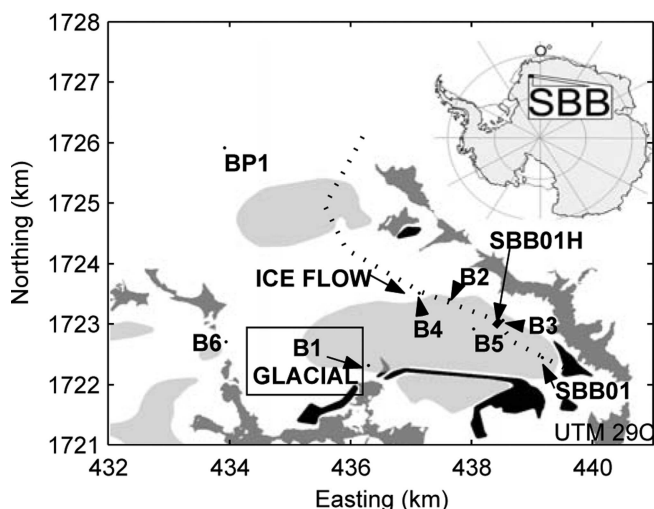 1728
1727
1726
1725
1724
1723
1722
1721
Northing (km)
0°
SBB
BP1
SBB01H
ICE FLOW
B2
B4
B5
B3
B6
B1
GLACIAL
SBB01
UTM 29C
432
434
436
438
440
Easting (km)